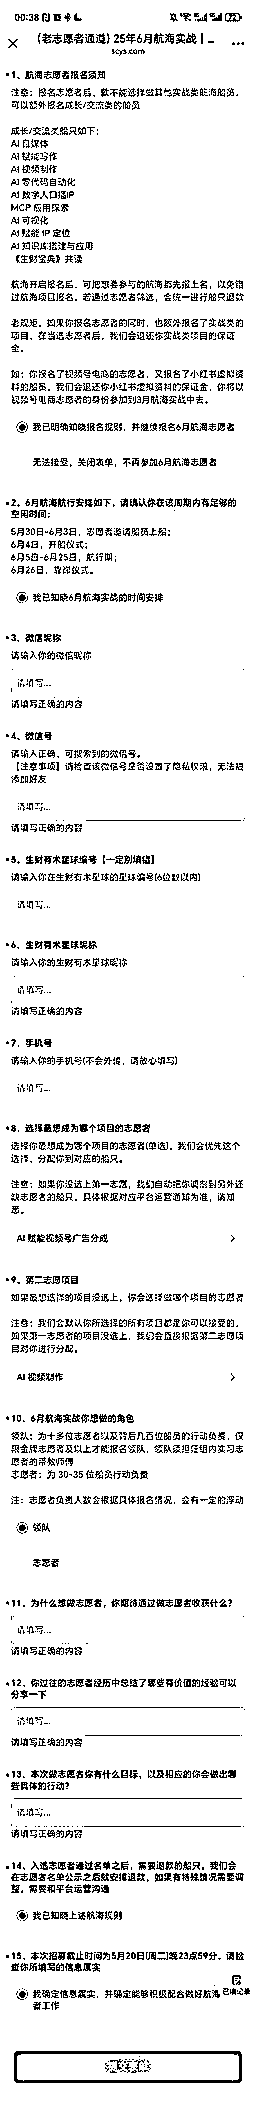 00:38
(老志愿者通道) 25年6月航海实战 | ...
scys.com
*1、航海志愿者报名须知
注意：报名志愿者后，就不能选择做其他实战类航海船员，
可以额外报名成长/交流类的船员
成长/交流类船只如下：
AI 自媒体
AI 赋能写作
AI 视频制作
AI 零代码自动化
AI 数字人口播IP
MCP 应用探索
AI 可视化
AI 赋能 IP 定位
AI 知识库搭建与应用
《生财宝典》共读
航海开启报名后，可把想要参与的航海都先报上名，以免错
过航海项目报名。若通过志愿者筛选，会统一进行船只退款
老规矩，如果你报名志愿者的同时，也额外报名了实战类的
项目，在当选志愿者后，我们会退还你实战类项目的保证
金。
如：你报名了视频号电商的志愿者，又报名了小红书虚拟资
料的船员。我们会退还你小红书虚拟资料的保证金，你将以
视频号电商志愿者的身份参加到3月航海实战中去。
我已明确知晓报名规则，并继续报名6月航海志愿者
无法接受，关闭表单，不再参加6月航海志愿者
*2、6月航海航行安排如下，请确认你在该周期内有足够的
空闲时间：
5月30日-6月3日，志愿者邀请船员上船；
6月4日，开船仪式；
6月5日-6月25日，航行期；
6月26日，靠岸仪式。
我已知晓6月航海实战的时间安排
*3、微信昵称
请输入你的微信昵称
请填写...
请填写正确的内容
*4、微信号
请输入正确、可搜索到的微信号。
【注意事项】请检查该微信号是否设置了隐私权限，无法被
添加好友
请填写...
请填写正确的内容
*5、生财有术星球编号【一定别填错】
请输入你在生财有术星球的星球编号(6位数以内)
请填写...
*6、生财有术星球昵称
请输入你的生财有术星球昵称
请填写...
请填写正确的内容
*7、手机号
请输入你的手机号(不会外传，请放心填写)
请填写...
*8、选择最想成为哪个项目的志愿者
选择你最想成为哪个项目的志愿者(单选)，我们会优先这个
选择，分配你到对应的船只。
注意：如果你没选上第一志愿，我们自动把你调剂到另外还
缺志愿者的船只。具体根据对应平台运营通知为准，请知
悉。
AI 赋能视频号广告分成
*9、第二志愿项目
如果最想选择的项目没选上，你会选择做哪个项目的志愿者
注意：我们会默认你所选择的所有项目都是你可以接受的，
如果第一志愿者的项目没选上，我们会直接根据第二志愿项
目对你进行分配。
AI 视频制作
*10、6月航海实战你想做的角色
领队：为十多位志愿者以及背后几百位船员的行动负责，仅
限金牌志愿者及以上才能报名领队，领队须担任组内实习志
愿者的带教师傅
志愿者：为 30-35 位船员行动负责
注：志愿者负责人数会根据具体报名情况，会有一定的浮动
领队
志愿者
*11、为什么想做志愿者，你期待通过做志愿者收获什么？
请填写...
请填写正确的内容
*12、你过往的志愿者经历中总结了哪些有价值的经验可以
分享一下
请填写...
请填写正确的内容
*13、本次做志愿者你有什么目标，以及相应的你会做出哪
些具体的行动？
请填写...
请填写正确的内容
*14、入选志愿者通过名单之后，需要退款的船只，我们会
在志愿者名单公示之后就安排退款，如果有特殊情况需要调
整，需要和平台运营沟通
我已知晓上述航海规则
*15、本次招募截止时间为5月20日(周二)晚23点59分，请检
查你所填写的信息属实
我确定信息属实，并确定能够积极配合做好航海志愿
者工作
已填记录